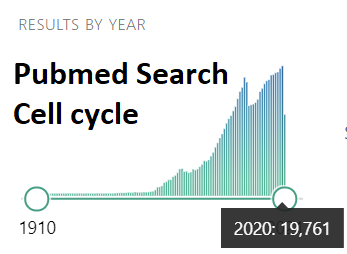 RESULTS BY YEAR
Pubmed Search
Cell cycle
1910
2020: 19,761